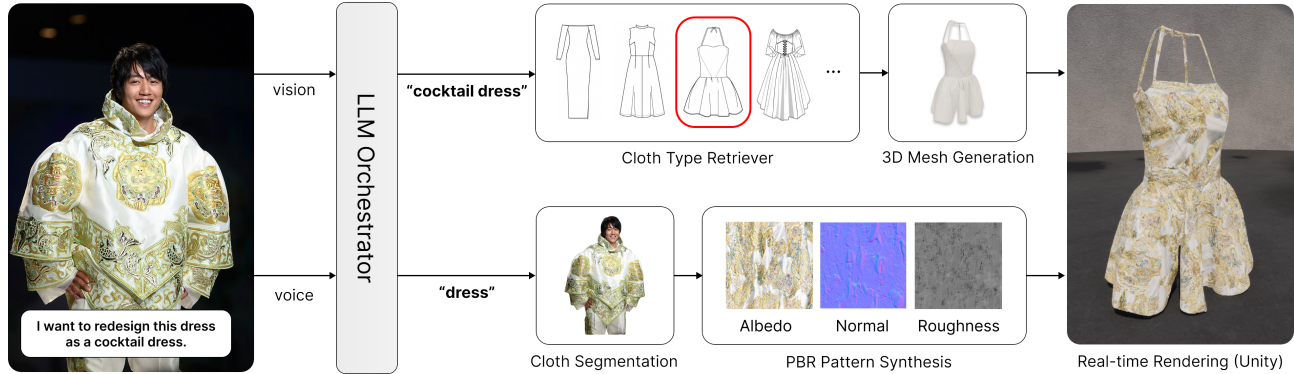 I want to redesign this dress
as a cocktail dress.
vision
voice
LLM Orchestrator
“cocktail dress”
“dress”
...
Cloth Type Retriever
3D Mesh Generation
Cloth Segmentation
Albedo
Normal
Roughness
PBR Pattern Synthesis
Real-time Rendering (Unity)